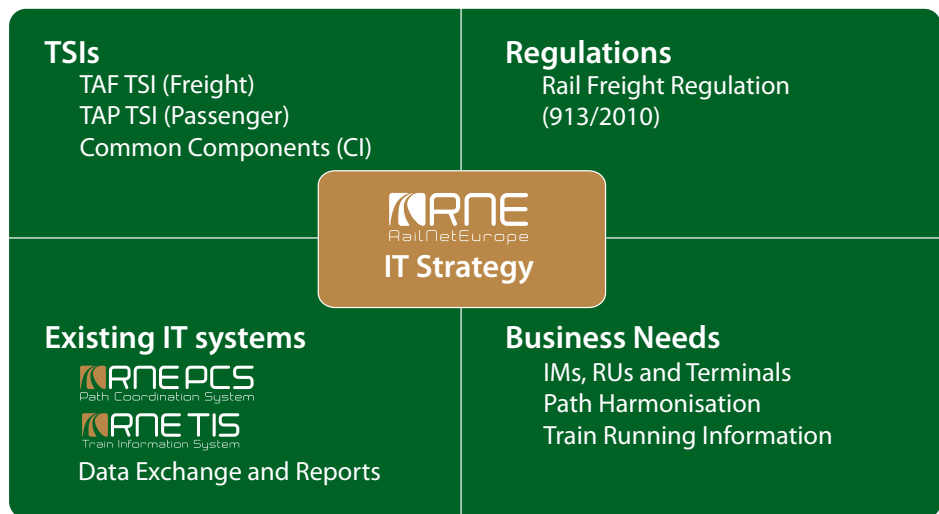 TSIs
TAF TSI (Freight)
TAP TSI (Passenger)
Common Components (CI)
Regulations
Rail Freight Regulation
(913/2010)
RNE
RailNetEurope
IT Strategy
Existing IT systems
RNE PCS
Path Coordination System
RNE TIS
Train Information System
Data Exchange and Reports
Business Needs
IMs, RUs and Terminals
Path Harmonisation
Train Running Information